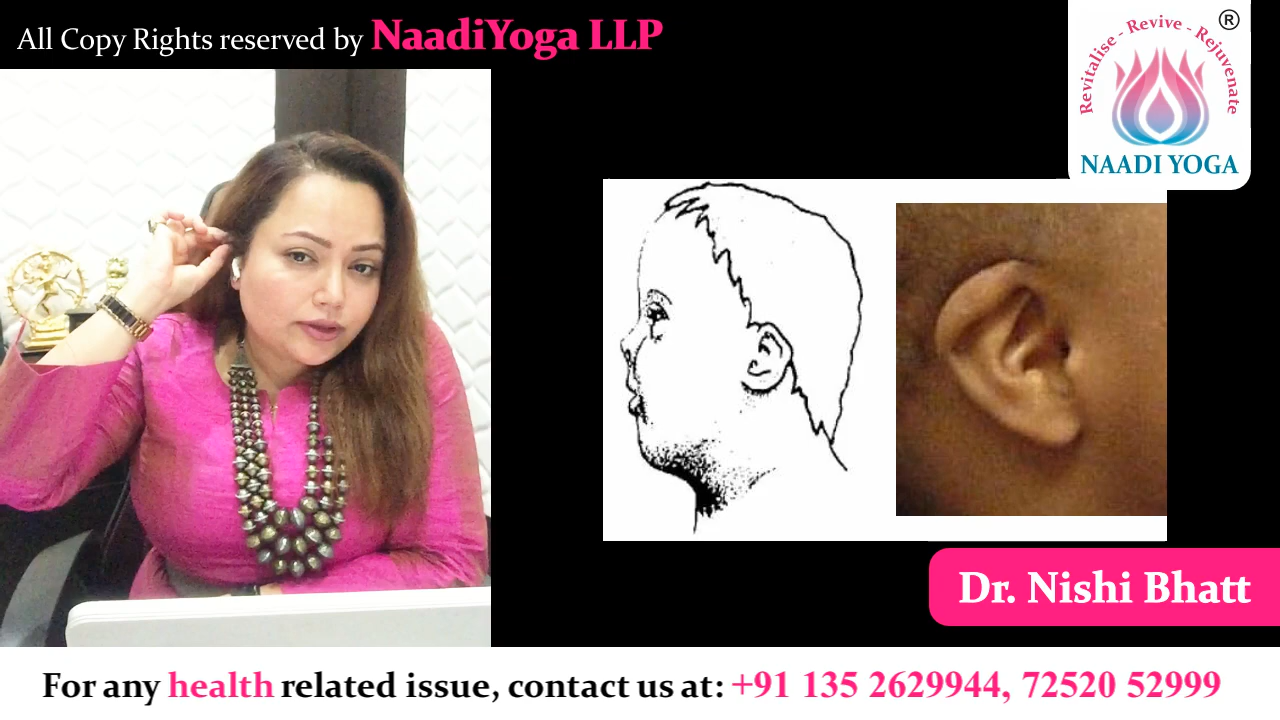 All Copy Rights reserved by NaadiYoga LLP
®
Revitalise - Revive - Rejuvenate
NAADI YOGA
Dr. Nishi Bhatt
For any health related issue, contact us at: +91 135 2629944, 72520 52999